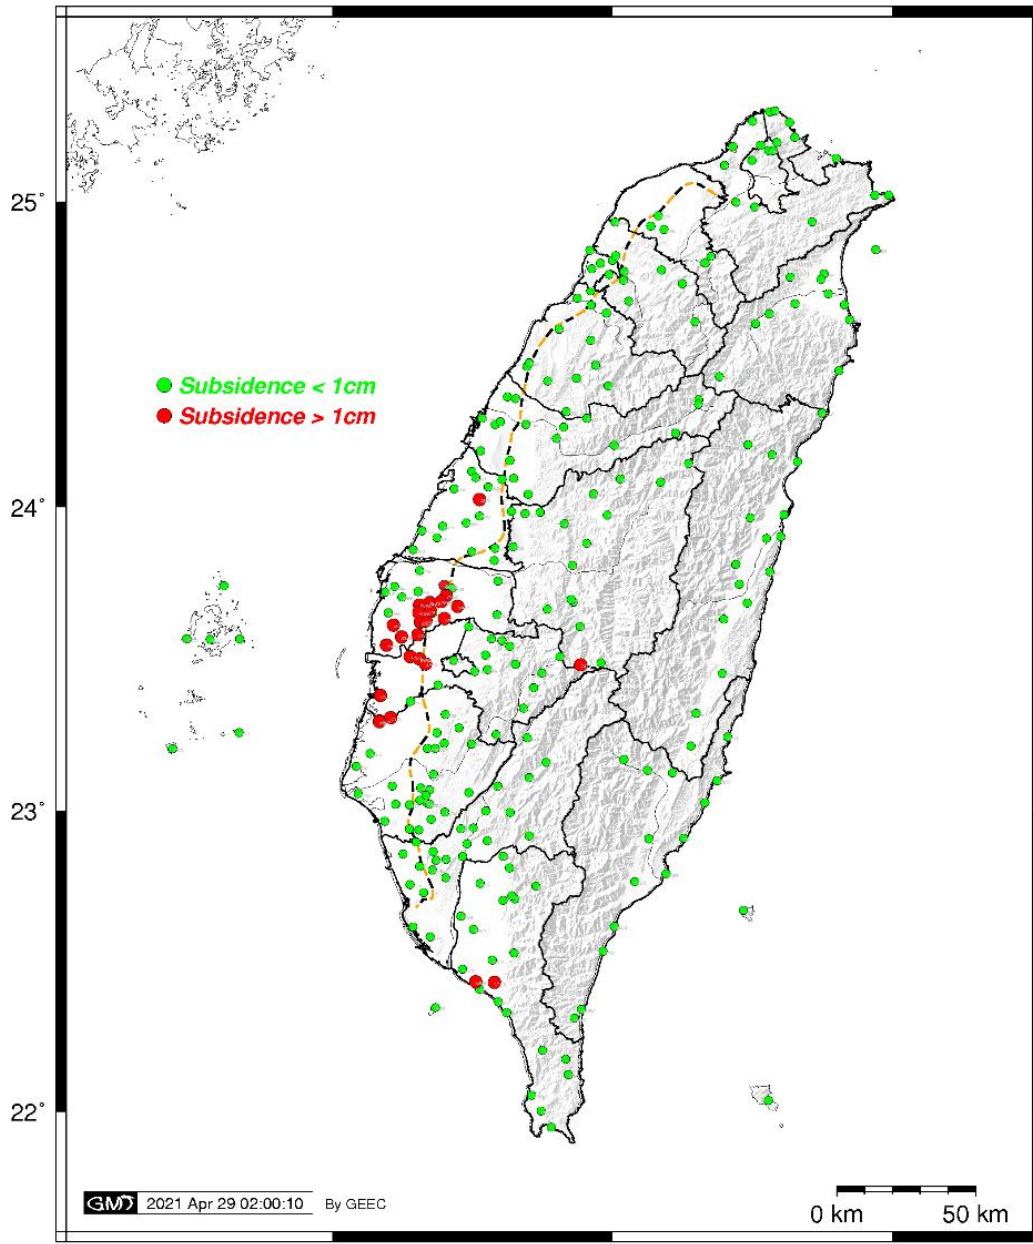 25°
Subsidence < 1cm
Subsidence > 1cm
24°
23°
22°
GMT 2021 Apr 29 02:00:10 By GEEC
0 km 50 km